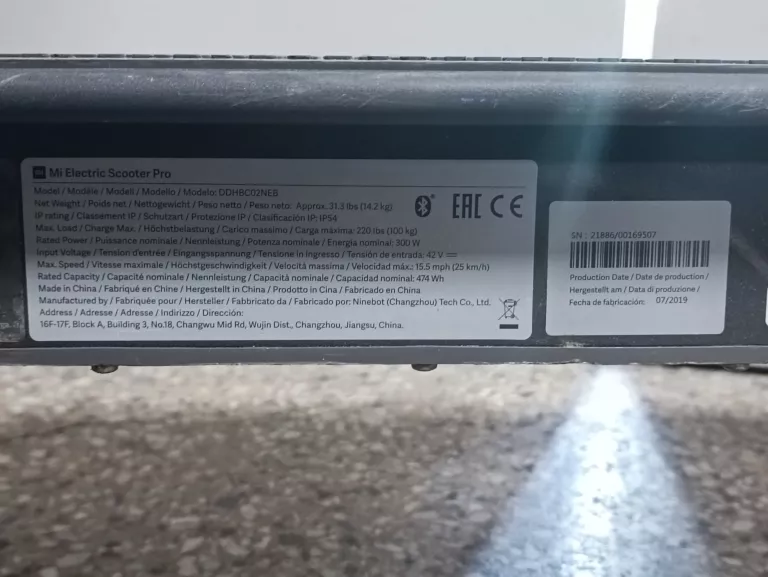 Mi Electric Scooter Pro
Model / Modèle / Modell / Modello / Modelo: DDHBC02NEB
Net Weight / Poids net / Nettogewicht / Peso netto / Peso neto: Approx. 31.3 lbs (14.2 kg)
IP rating / Classement IP / Schutzart / Protezione IP / Clasificación IP: IP54
Max. Load / Charge Max. / Höchstbelastung / Carico massimo / Carga máxima: 220 lbs (100 kg)
Rated Power / Puissance nominale / Nennleistung / Potenza nominale / Energia nominal: 300 W
Input Voltage / Tension d'entrée / Eingangsspannung / Tensione in ingresso / Tensión de entrada: 42 V
Max. Speed / Vitesse maximale / Höchstgeschwindigkeit / Velocità massima / Velocidad máx.: 15.5 mph (25 km/h)
Rated Capacity / Capacité nominale / Nennleistung / Capacità nominale / Capacidad nominal: 474 Wh
Made in China / Fabriqué en Chine / Hergestellt in China / Prodotto in Cina / Fabricado en China
Manufactured by / Fabriquée pour / Hersteller / Fabbricato da / Fabricado por: Ninebot (Changzhou) Tech Co., Ltd.
Address / Adresse / Adresse / Indirizzo / Dirección:
16F-17F, Block A, Building 3, No.18, Changwu Mid Rd, Wujin Dist., Changzhou, Jiangsu, China.
EAC CE
SN : 21886/00169507
Production Date / Date de production /
Hergestellt am / Data di produzione /
Fecha de fabricación: 07/2019